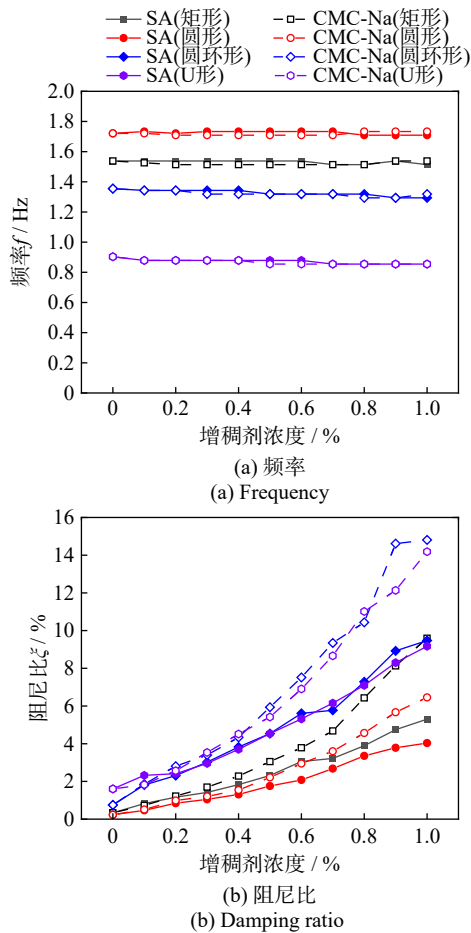 SA(矩形) CMC-Na(矩形)
SA(圆形) CMC-Na(圆形)
SA(圆环形) CMC-Na(圆环形)
SA(U形) CMC-Na(U形)
2.0
1.8
1.6
1.4
1.2
1.0
0.8
0.6
0.4
0.2
0
频率f / Hz
0 0.2 0.4 0.6 0.8 1.0
增稠剂浓度 / %
(a) 频率
(a) Frequency
16
14
12
10
8
6
4
2
0
阻尼比ξ / %
0 0.2 0.4 0.6 0.8 1.0
增稠剂浓度 / %
(b) 阻尼比
(b) Damping ratio